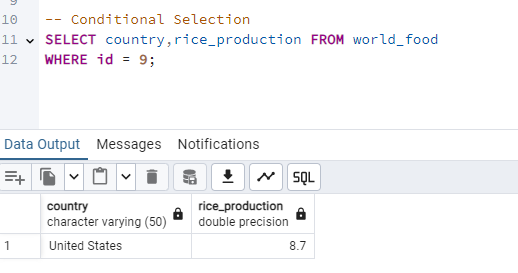 10 -- Conditional Selection
11 SELECT country,rice_production FROM world_food
12 WHERE id = 9;
Data Output Messages Notifications
SQL
country rice_production
character varying (50) double precision
1 United States 8.7